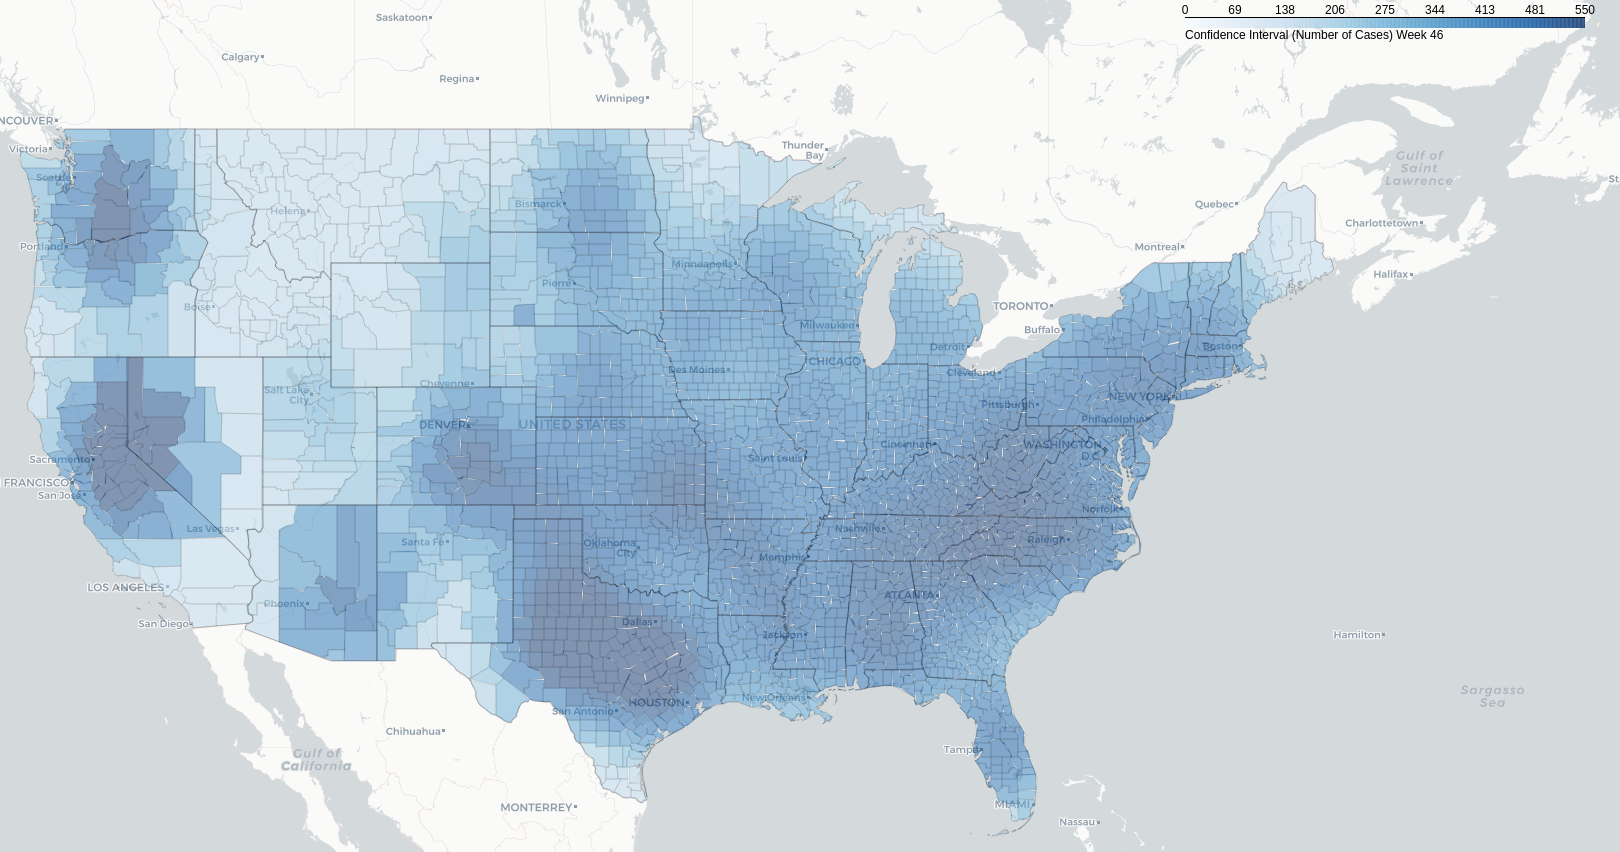 0 69 138 206 275 344 413 481 550
Confidence Interval (Number of Cases) Week 46
Saskatoon
Calgary
Regina
Winnipeg
NCOUVER
Victoria
Thunder
Bay
Gulf of
Saint
Lawrence
St
Seattle
Helena
Bismarck
Quebec
Charlottetown
Portland
Montreal
Minneapolis
Halifax
Pierre
Boise
TORONTO
Milwaukee
Buffalo
Detroit
Boston
CHICAGO
Des Moines
Cleveland
Salt Lake
City
Cheyenne
NEW YORK
Pittsburgh
Philadelphia
DENVER
UNITED STATES
Cincinnati
WASHINGTON
D.C.
Sacramento
Saint Louis
FRANCISCO
San Jose
Norfolk
Las Vegas
Nashville
Santa Fe
Oklahoma
City
Raleigh
Memphis
LOS ANGELES
ATLANTA
Phoenix
San Diego
Dallas
Jackson
Hamilton
New Orleans
HOUSTON
San Antonio
Sargasso
Sea
Chihuahua
Gulf of
California
Tampa
MONTERREY
MIAMI
Nassau